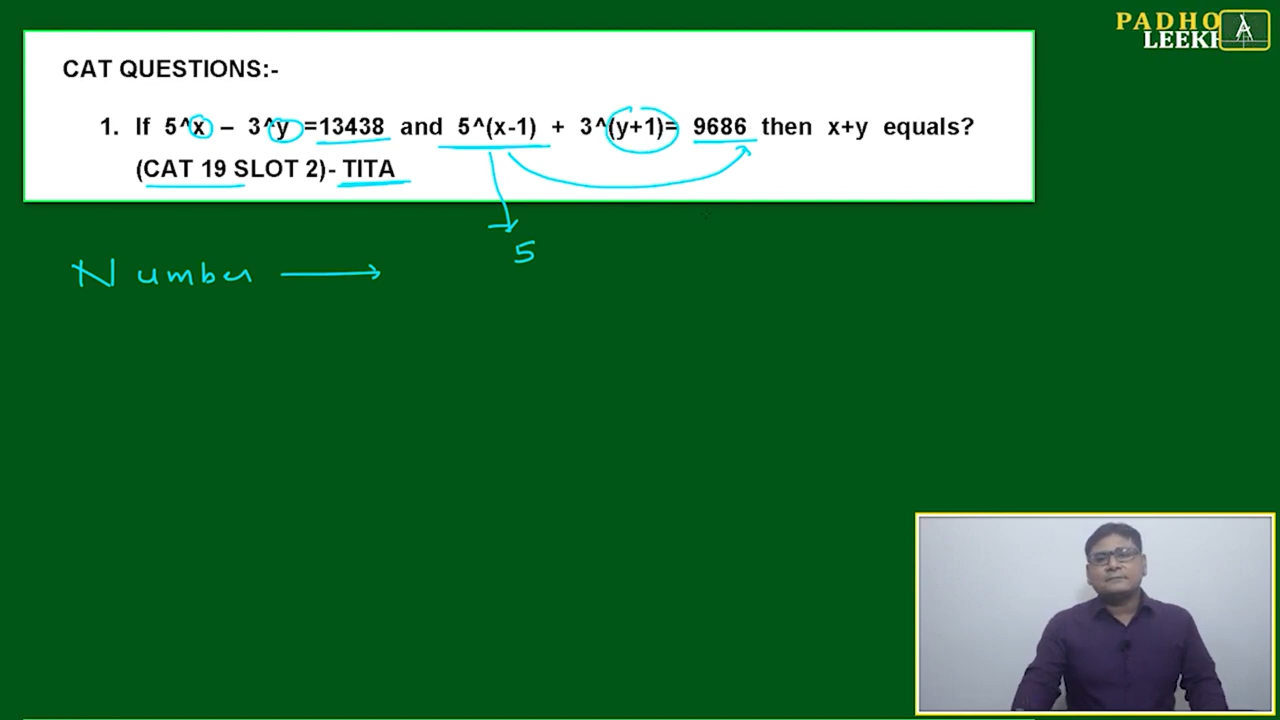 PADHO
LEEKH
CAT QUESTIONS:-
1. If 5^x – 3^y =13438 and 5^(x-1) + 3^(y+1)= 9686 then x+y equals?
(CAT 19 SLOT 2)- TITA
5
Number